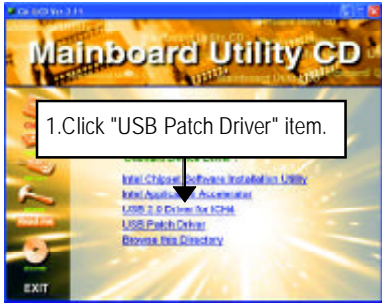 Mainboard Utility CD
1.Click "USB Patch Driver" item.
Intel Chipset Software Installation Utility
Intel Application Accelerator
USB 2.0 Driver for ICH4
USB Patch Driver
Browse this Directory
EXIT